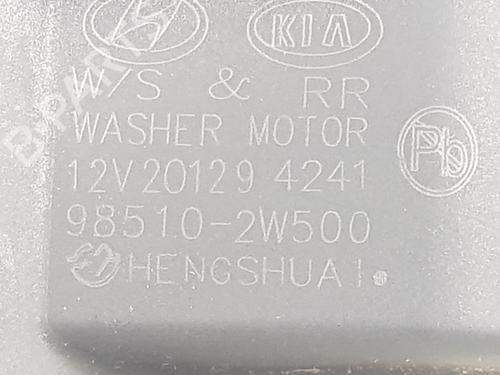 KIA
W/S & RR
WASHER MOTOR
12V 20129 4241
98510-2W500
HENGSHUAI
Pb
B-PARTS